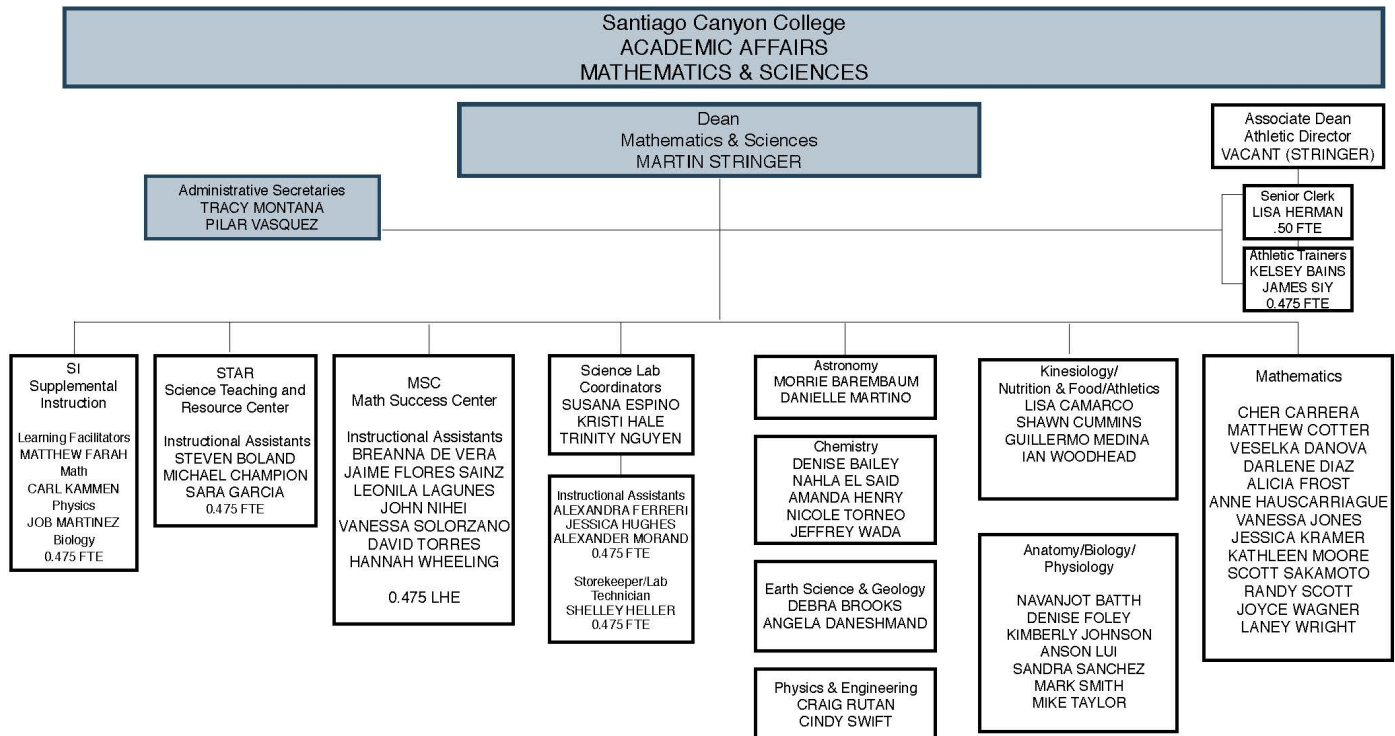 Santiago Canyon College
ACADEMIC AFFAIRS
MATHEMATICS & SCIENCES
Dean
Mathematics & Sciences
MARTIN STRINGER
Associate Dean
Athletic Director
VACANT (STRINGER)
Administrative Secretaries
TRACY MONTANA
PILAR VASQUEZ
Senior Clerk
LISA HERMAN
.50 FTE
Athletic Trainers
KELSEY BAINS
JAMES SIY
0.475 FTE
SI
Supplemental
Instruction
Learning Facilitators
MATTHEW FARAH
Math
CARL KAMMEN
Physics
JOB MARTINEZ
Biology
0.475 FTE
STAR
Science Teaching and
Resource Center
Instructional Assistants
STEVEN BOLAND
MICHAEL CHAMPION
SARA GARCIA
0.475 FTE
MSC
Math Success Center
Instructional Assistants
BREANNA DE VERA
JAIME FLORES SAINZ
LEONILA LAGUNES
JOHN NIHEI
VANESSA SOLORZANO
DAVID TORRES
HANNAH WHEELING
0.475 LHE
Science Lab
Coordinators
SUSANA ESPINO
KRISTI HALE
TRINITY NGUYEN
Instructional Assistants
ALEXANDRA FERRERI
JESSICA HUGHES
ALEXANDER MORAND
0.475 FTE
Storekeeper/Lab
Technician
SHELLEY HELLER
0.475 FTE
Astronomy
MORRIE BAREMBAUM
DANIELLE MARTINO
Chemistry
DENISE BAILEY
NAHLA EL SAID
AMANDA HENRY
NICOLE TORNEO
JEFFREY WADA
Earth Science & Geology
DEBRA BROOKS
ANGELA DANESHMAND
Physics & Engineering
CRAIG RUTAN
CINDY SWIFT
Kinesiology/
Nutrition & Food/Athletics
LISA CAMARCO
SHAWN CUMMINS
GUILLERMO MEDINA
IAN WOODHEAD
Anatomy/Biology/
Physiology
NAVANJOT BATTH
DENISE FOLEY
KIMBERLY JOHNSON
ANSON LUI
SANDRA SANCHEZ
MARK SMITH
MIKE TAYLOR
Mathematics
CHER CARRERA
MATTHEW COTTER
VESELKA DANOVA
DARLENE DIAZ
ALICIA FROST
ANNE HAUSCARRIAGUE
VANESSA JONES
JESSICA KRAMER
KATHLEEN MOORE
SCOTT SAKAMOTO
RANDY SCOTT
JOYCE WAGNER
LANEY WRIGHT